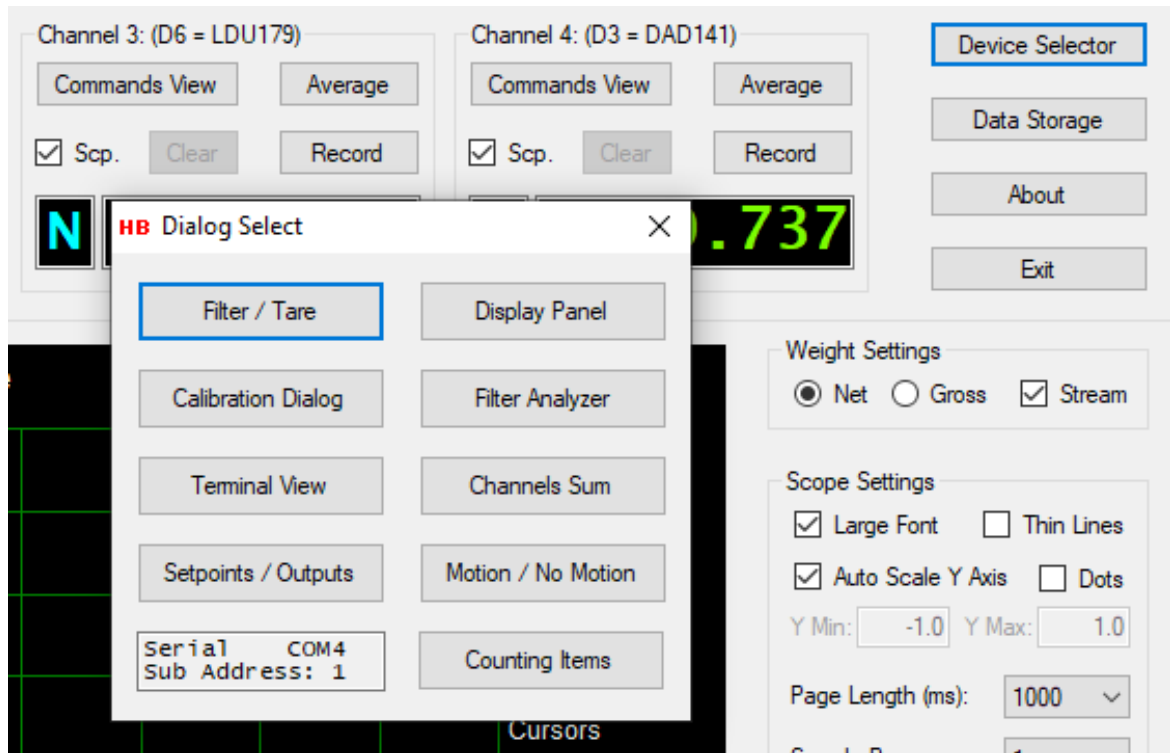 Channel 3: (D6 = LDU179)
Channel 4: (D3 = DAD141)
Device Selector
Commands View
Average
Commands View
Average
Data Storage
Scp.
Clear
Record
Scp.
Clear
Record
About
N
.737
Exit
HB Dialog Select
Filter / Tare
Display Panel
Calibration Dialog
Filter Analyzer
Terminal View
Channels Sum
Setpoints / Outputs
Motion / No Motion
Serial COM4
Sub Address: 1
Counting Items
Weight Settings
Net
Gross
Stream
Scope Settings
Large Font
Thin Lines
Auto Scale Y Axis
Dots
Y Min: -1.0
Y Max: 1.0
Page Length (ms): 1000
Cursors